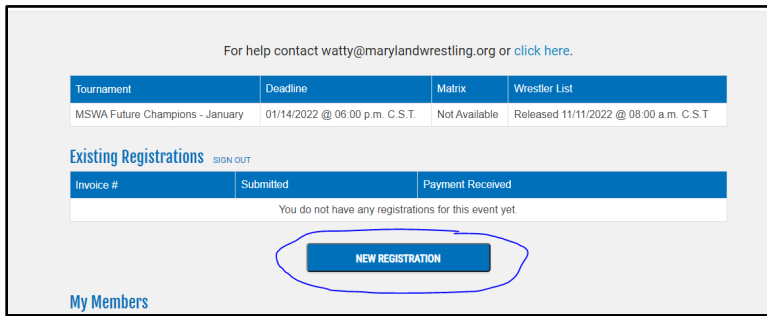 For help contact watty@marylandwrestling.org or click here.
Tournament Deadline Matrix Wrestler List
MSWA Future Champions - January 01/14/2022 @ 06:00 p.m. C.S.T. Not Available Released 11/11/2022 @ 08:00 a.m. C.S.T
Existing Registrations SIGN OUT
Invoice # Submitted Payment Received
You do not have any registrations for this event yet.
NEW REGISTRATION
My Members